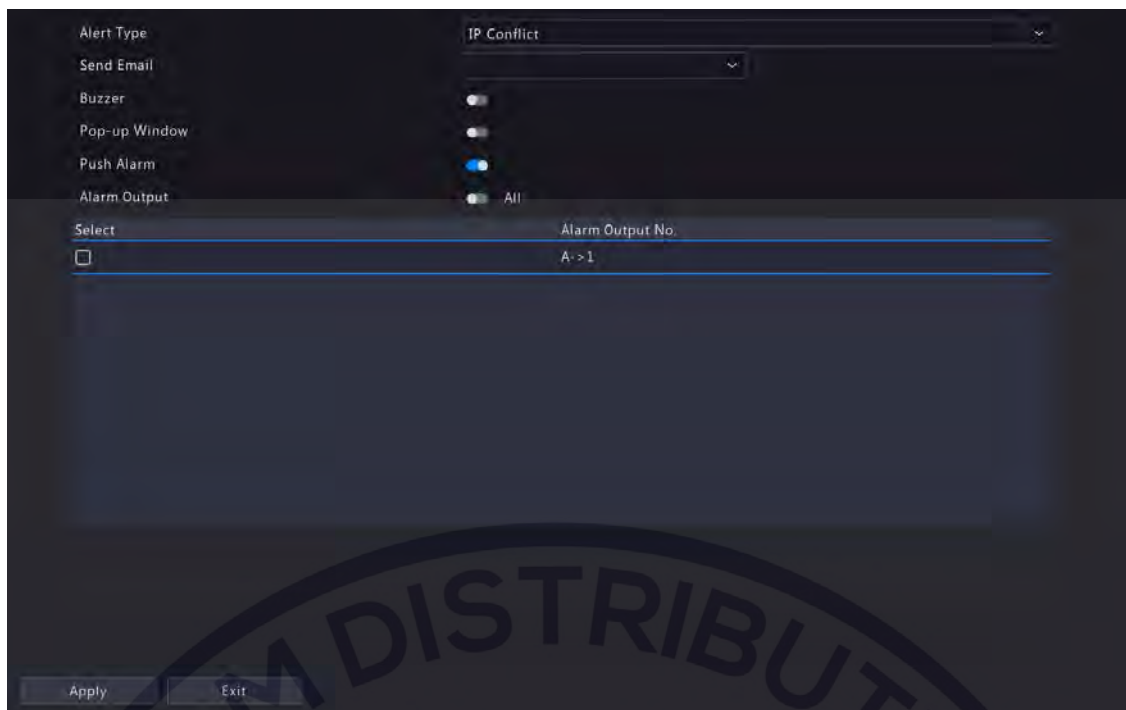 Alert Type IP Conflict
Send Email
Buzzer
Pop-up Window
Push Alarm
Alarm Output All
Select Alarm Output No.
A->1
M DISTRIBUT
Apply Exit